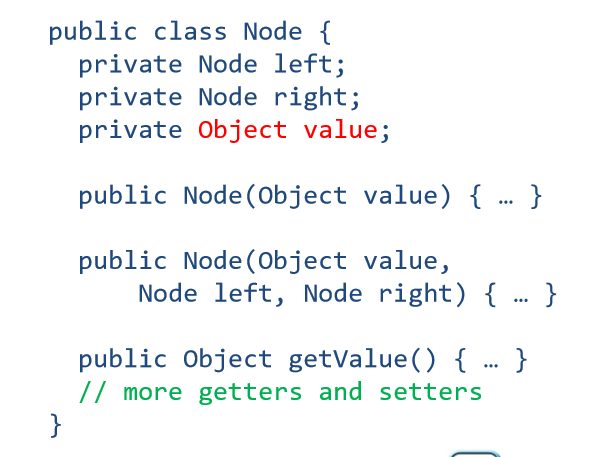 public class Node {
private Node left;
private Node right;
private Object value;
public Node(Object value) { … }
public Node(Object value,
Node left, Node right) { … }
public Object getValue() { … }
// more getters and setters
}